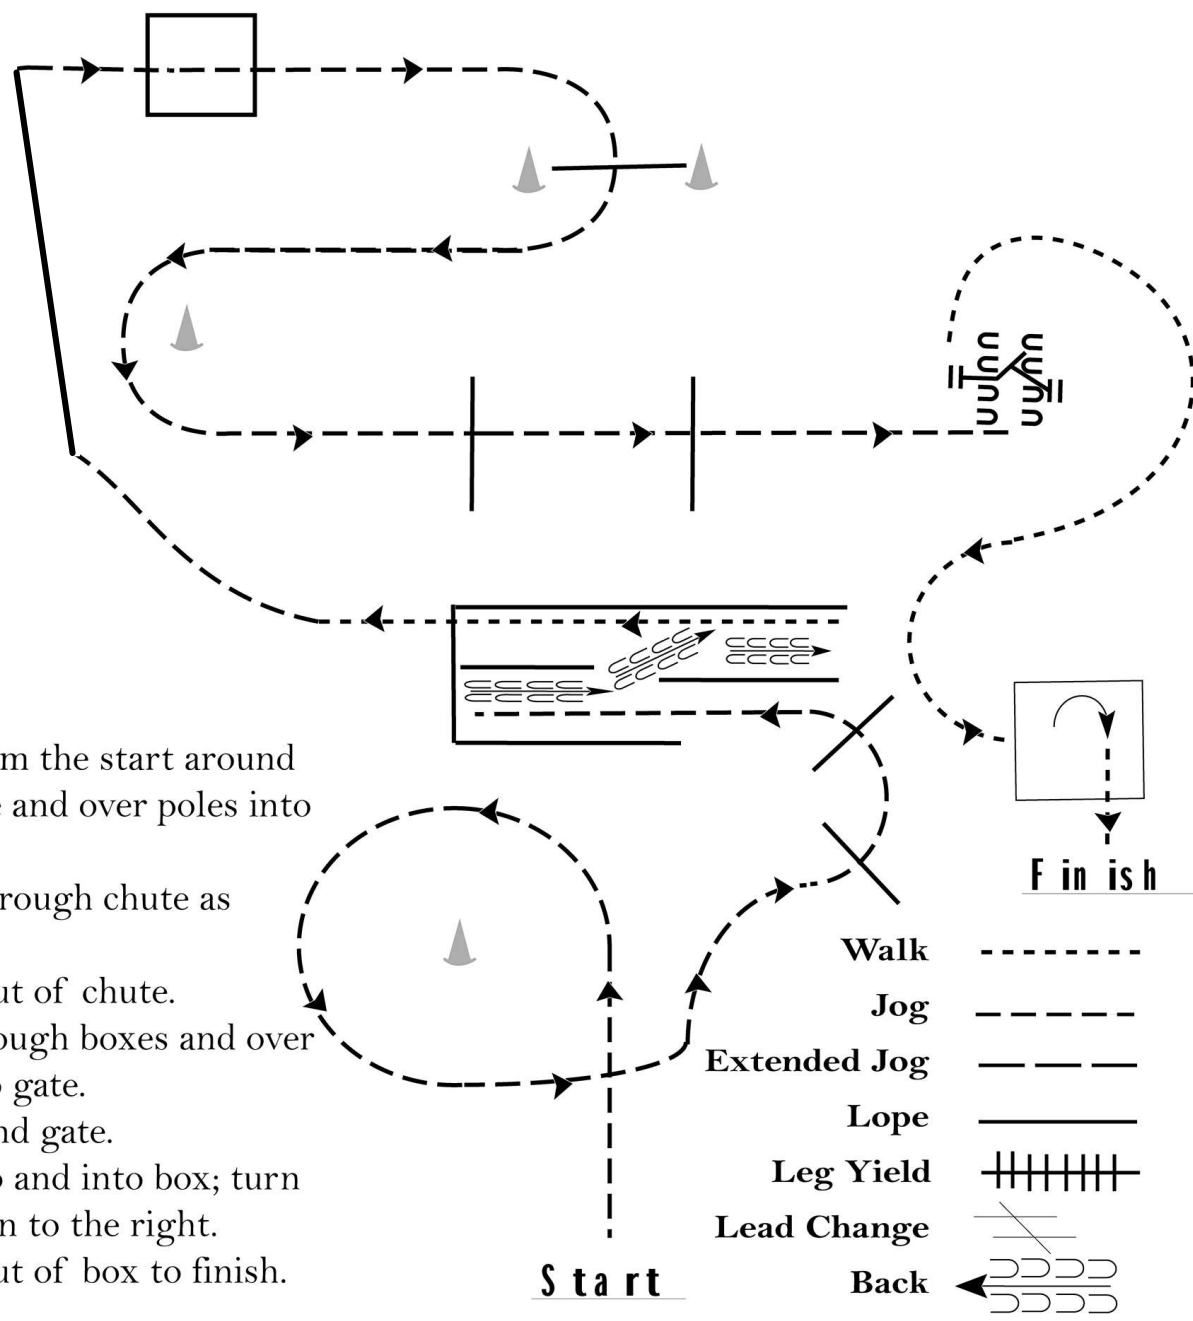 m the start around
e and over poles into
rough chute as
ut of chute.
ough boxes and over
o gate.
nd gate.
o and into box; turn
n to the right.
ut of box to finish.
Finish
Walk
Jog
Extended Jog
Lope
Leg Yield
Lead Change
Back
Start